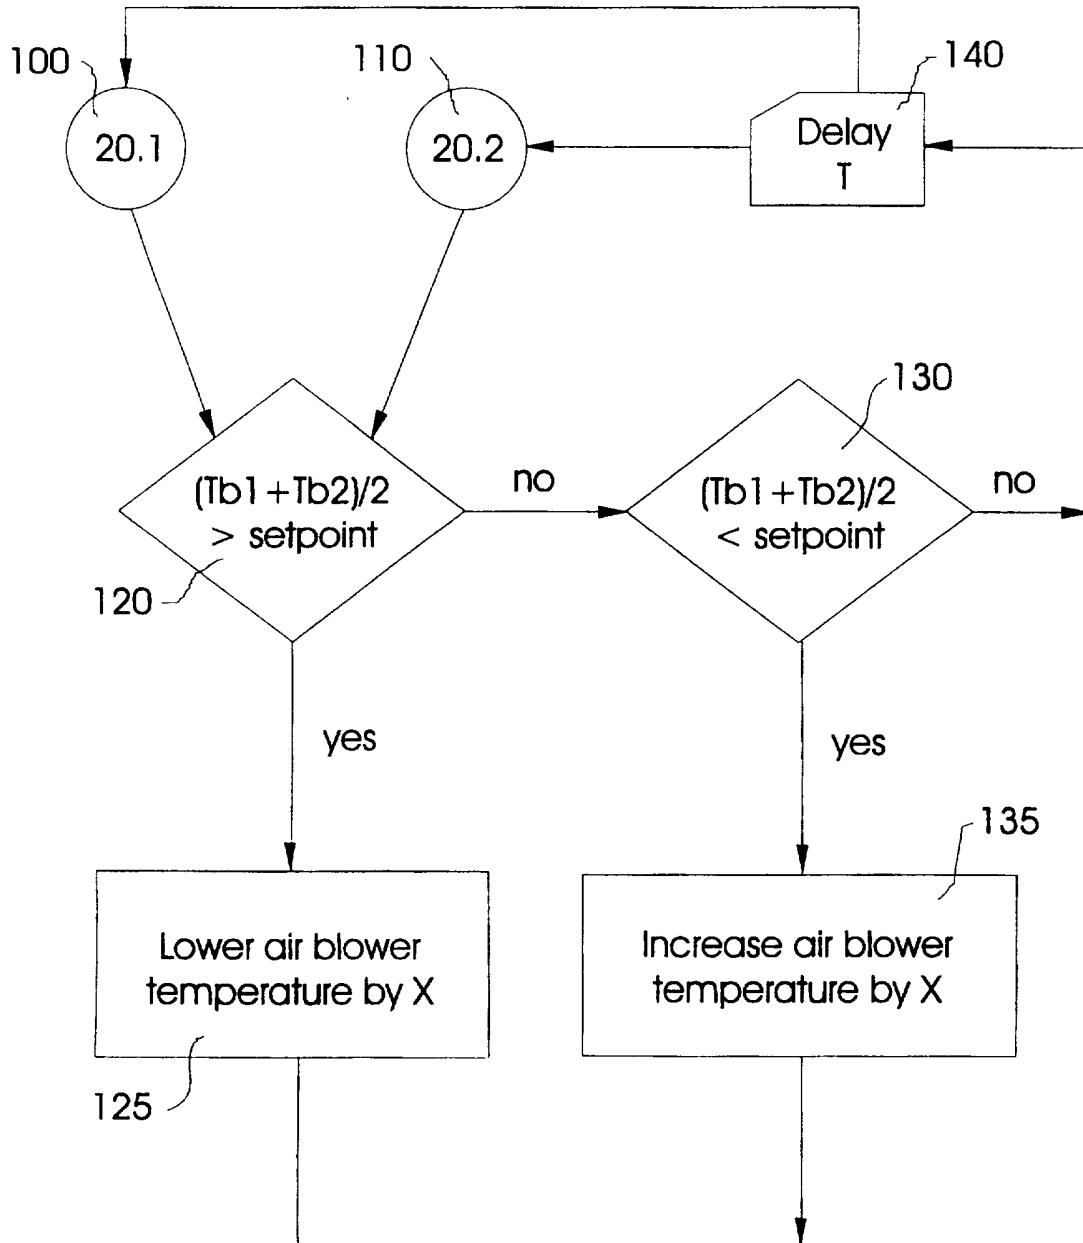 100
110
140
20.1
20.2
Delay
T
130
(Tb1+Tb2)/2
> setpoint
no
(Tb1+Tb2)/2
< setpoint
no
120
yes
yes
135
Lower air blower
temperature by X
Increase air blower
temperature by X
125